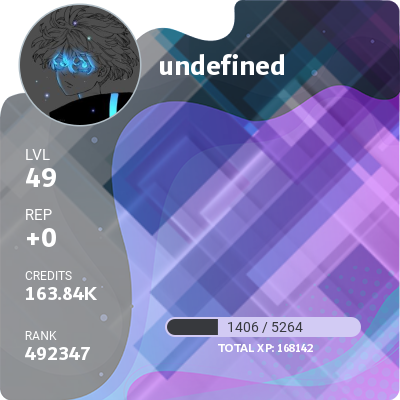 undefined
LVL
49
REP
+0
CREDITS
163.84K
RANK
492347
1406 / 5264
TOTAL XP: 168142